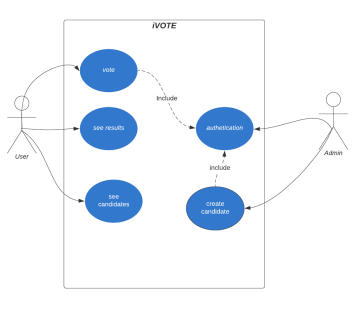 iVOTE
vote
Include
see results
authetication
User
Admin
include
see
candidates
create
candidate